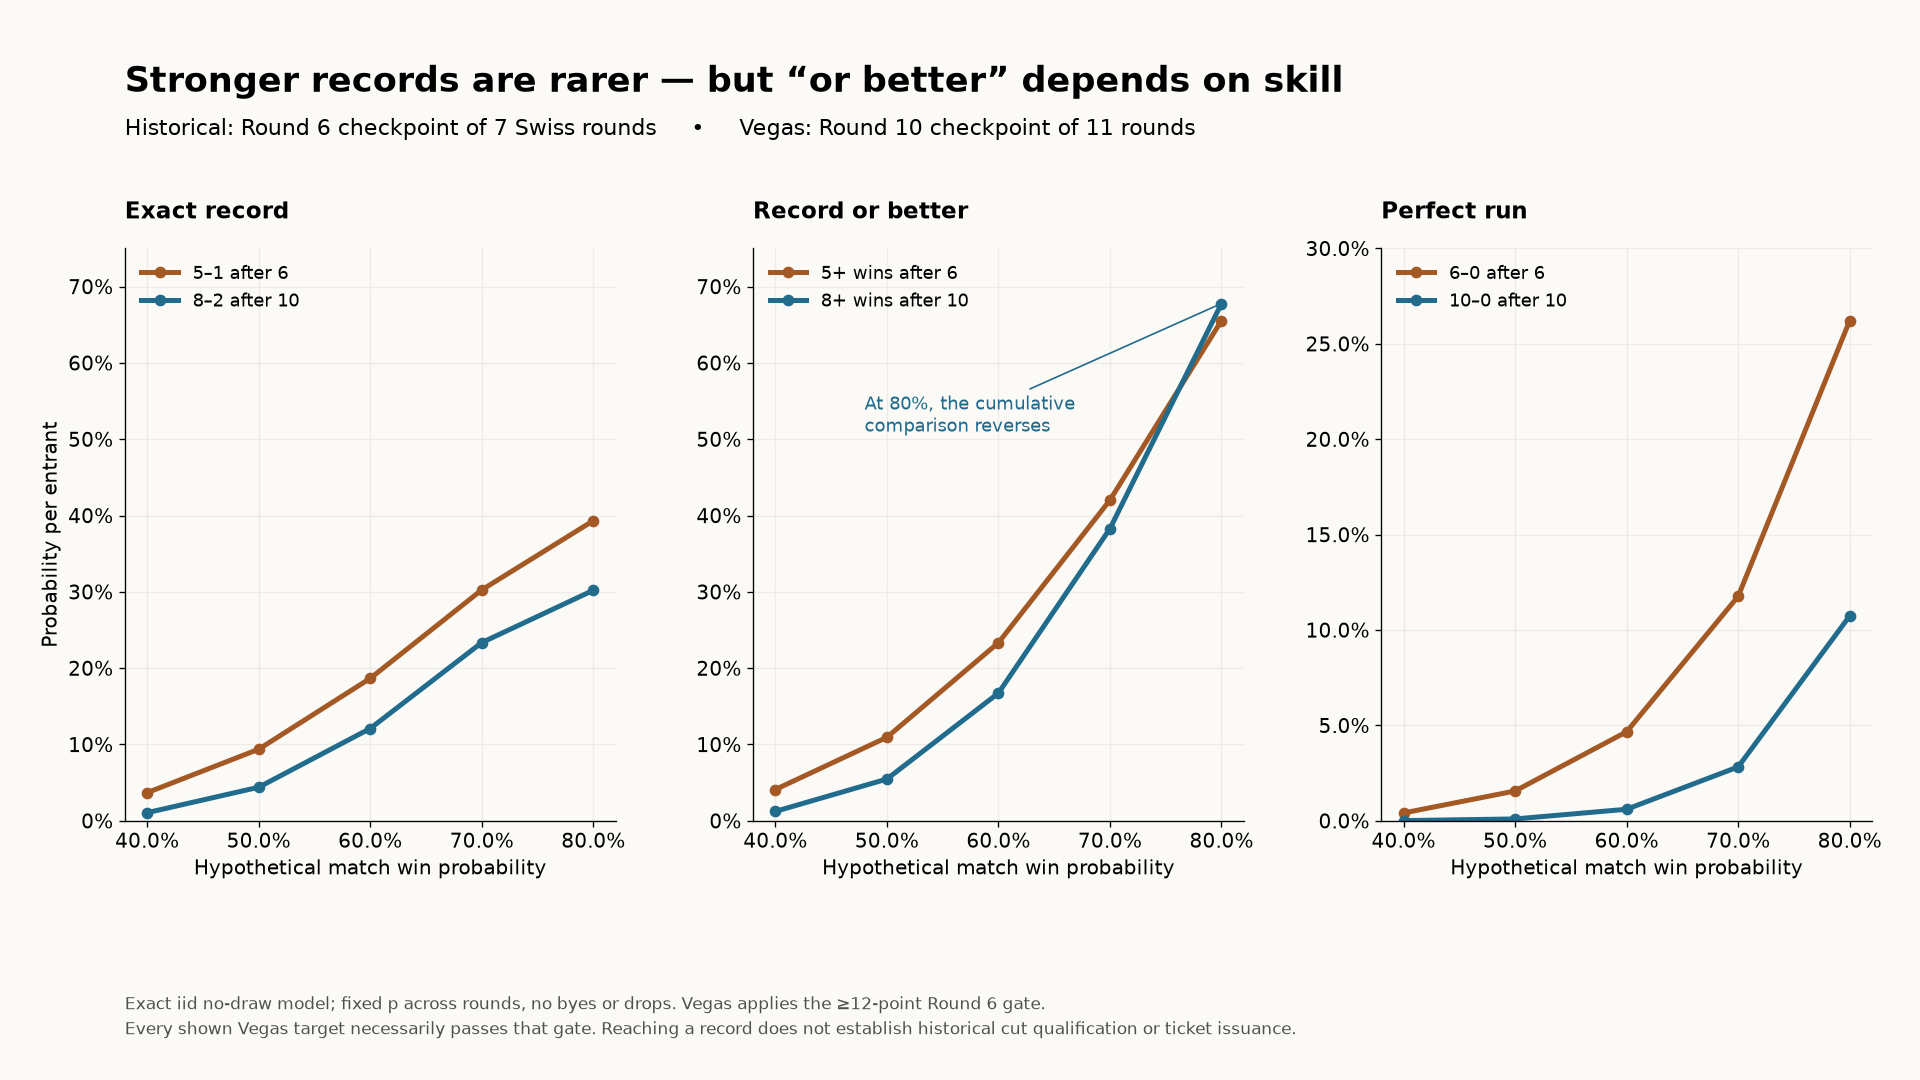 Stronger records are rarer — but “or better” depends on skill
Historical: Round 6 checkpoint of 7 Swiss rounds • Vegas: Round 10 checkpoint of 11 rounds
Exact record
5–1 after 6
8–2 after 10
Probability per entrant
70%
60%
50%
40%
30%
20%
10%
0%
40.0% 50.0% 60.0% 70.0% 80.0%
Hypothetical match win probability
Record or better
5+ wins after 6
8+ wins after 10
At 80%, the cumulative
comparison reverses
70%
60%
50%
40%
30%
20%
10%
0%
40.0% 50.0% 60.0% 70.0% 80.0%
Hypothetical match win probability
Perfect run
6–0 after 6
10–0 after 10
30.0%
25.0%
20.0%
15.0%
10.0%
5.0%
0.0%
40.0% 50.0% 60.0% 70.0% 80.0%
Hypothetical match win probability
Exact iid no-draw model; fixed p across rounds, no byes or drops. Vegas applies the ≥12-point Round 6 gate.
Every shown Vegas target necessarily passes that gate. Reaching a record does not establish historical cut qualification or ticket issuance.